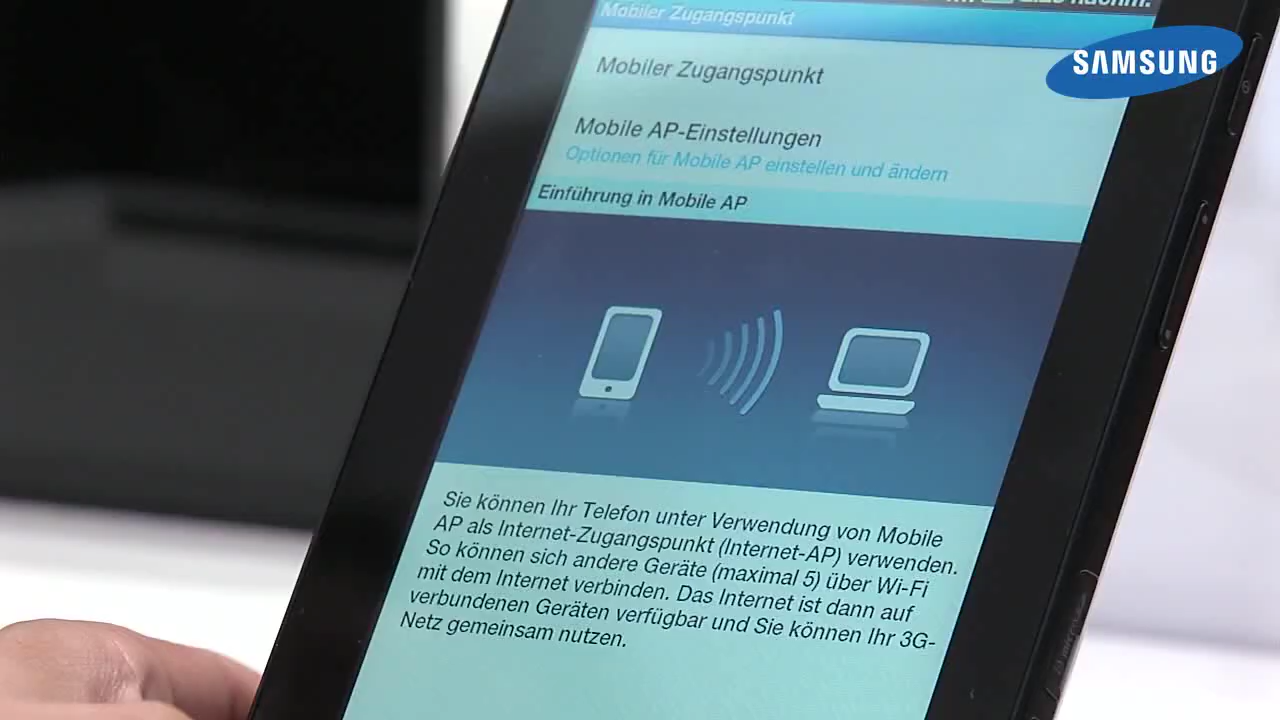 nachm.
Mobiler Zugangspunkt
SAMSUNG
Mobiler Zugangspunkt
Mobile AP-Einstellungen
Optionen für Mobile AP einstellen und ändern
Einführung in Mobile AP
Sie können Ihr Telefon unter Verwendung von Mobile
AP als Internet-Zugangspunkt (Internet-AP) verwenden.
So können sich andere Geräte (maximal 5) über Wi-Fi
mit dem Internet verbinden. Das Internet ist dann auf
verbundenen Geräten verfügbar und Sie können Ihr 3G-
Netz gemeinsam nutzen.